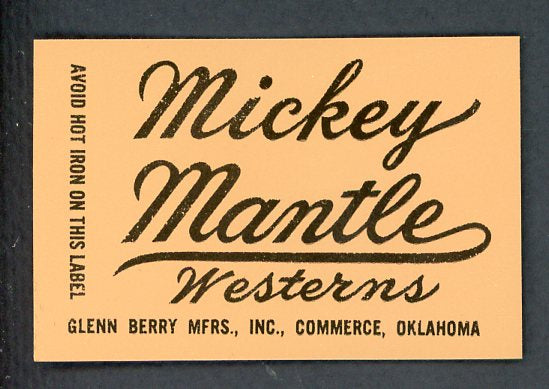 AVOID HOT IRON ON THIS LABEL
Mickey
Mantle
Westerns
GLENN BERRY MFRS., INC., COMMERCE, OKLAHOMA